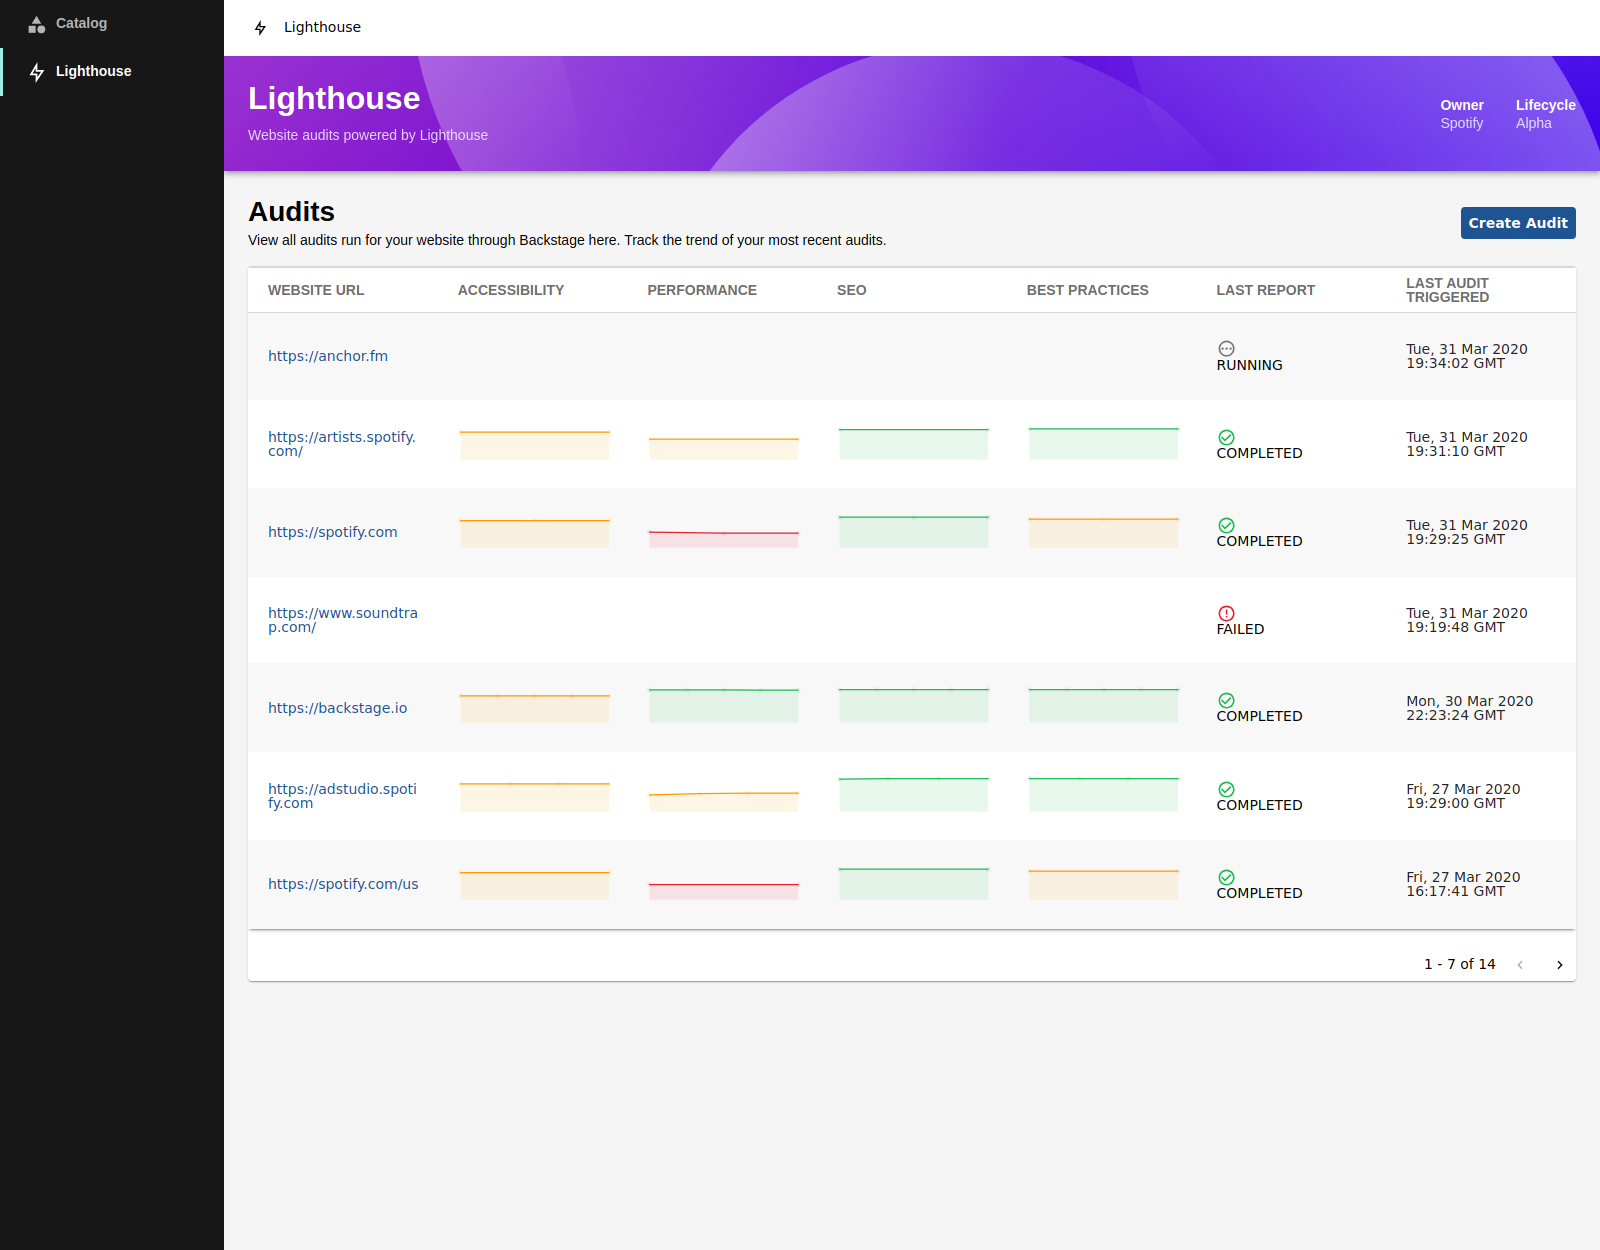 Catalog
Lighthouse
Lighthouse
Lighthouse
Website audits powered by Lighthouse
Owner
Spotify
Lifecycle
Alpha
Audits
View all audits run for your website through Backstage here. Track the trend of your most recent audits.
Create Audit
WEBSITE URL ACCESSIBILITY PERFORMANCE SEO BEST PRACTICES LAST REPORT LAST AUDIT
TRIGGERED
https://anchor.fm
RUNNING
Tue, 31 Mar 2020
19:34:02 GMT
https://artists.spotify.
com/
COMPLETED
Tue, 31 Mar 2020
19:31:10 GMT
https://spotify.com
COMPLETED
Tue, 31 Mar 2020
19:29:25 GMT
https://www.soundtra
p.com/
FAILED
Tue, 31 Mar 2020
19:19:48 GMT
https://backstage.io
COMPLETED
Mon, 30 Mar 2020
22:23:24 GMT
https://adstudio.spoti
fy.com
COMPLETED
Fri, 27 Mar 2020
19:29:00 GMT
https://spotify.com/us
COMPLETED
Fri, 27 Mar 2020
16:17:41 GMT
1 - 7 of 14